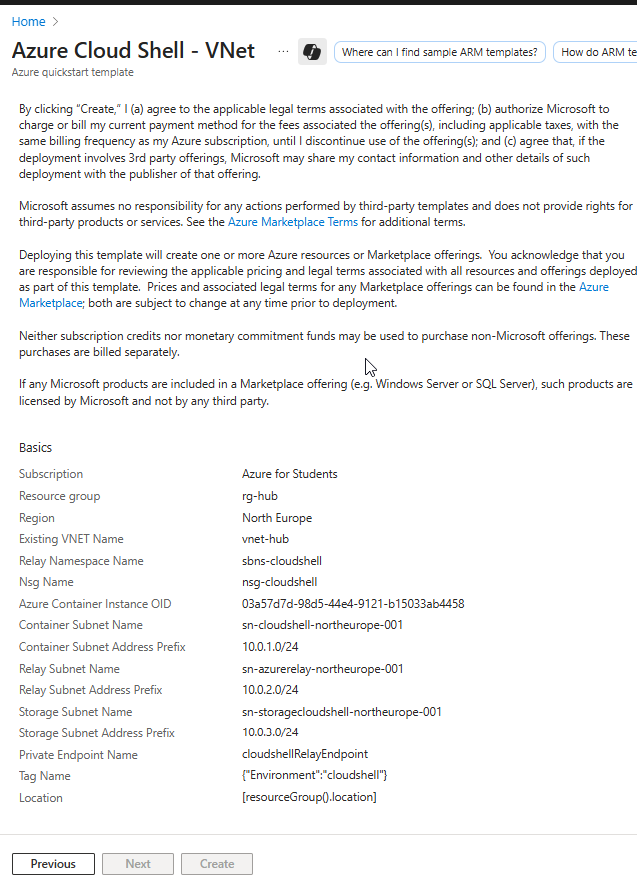 Home >
Azure Cloud Shell - VNet ... Where can I find sample ARM templates? How do ARM te
Azure quickstart template
By clicking “Create,” I (a) agree to the applicable legal terms associated with the offering; (b) authorize Microsoft to
charge or bill my current payment method for the fees associated the offering(s), including applicable taxes, with the
same billing frequency as my Azure subscription, until I discontinue use of the offering(s); and (c) agree that, if the
deployment involves 3rd party offerings, Microsoft may share my contact information and other details of such
deployment with the publisher of that offering.
Microsoft assumes no responsibility for any actions performed by third-party templates and does not provide rights for
third-party products or services. See the Azure Marketplace Terms for additional terms.
Deploying this template will create one or more Azure resources or Marketplace offerings. You acknowledge that you
are responsible for reviewing the applicable pricing and legal terms associated with all resources and offerings deployed
as part of this template. Prices and associated legal terms for any Marketplace offerings can be found in the Azure
Marketplace; both are subject to change at any time prior to deployment.
Neither subscription credits nor monetary commitment funds may be used to purchase non-Microsoft offerings. These
purchases are billed separately.
If any Microsoft products are included in a Marketplace offering (e.g. Windows Server or SQL Server), such products are
licensed by Microsoft and not by any third party.
Basics
Subscription Azure for Students
Resource group rg-hub
Region North Europe
Existing VNET Name vnet-hub
Relay Namespace Name sbns-cloudshell
Nsg Name nsg-cloudshell
Azure Container Instance OID 03a57d7d-98d5-44e4-9121-b15033ab4458
Container Subnet Name sn-cloudshell-northeurope-001
Container Subnet Address Prefix 10.0.1.0/24
Relay Subnet Name sn-azurerelay-northeurope-001
Relay Subnet Address Prefix 10.0.2.0/24
Storage Subnet Name sn-storagecloudshell-northeurope-001
Storage Subnet Address Prefix 10.0.3.0/24
Private Endpoint Name cloudshellRelayEndpoint
Tag Name {"Environment":"cloudshell"}
Location [resourceGroup().location]
Previous Next Create